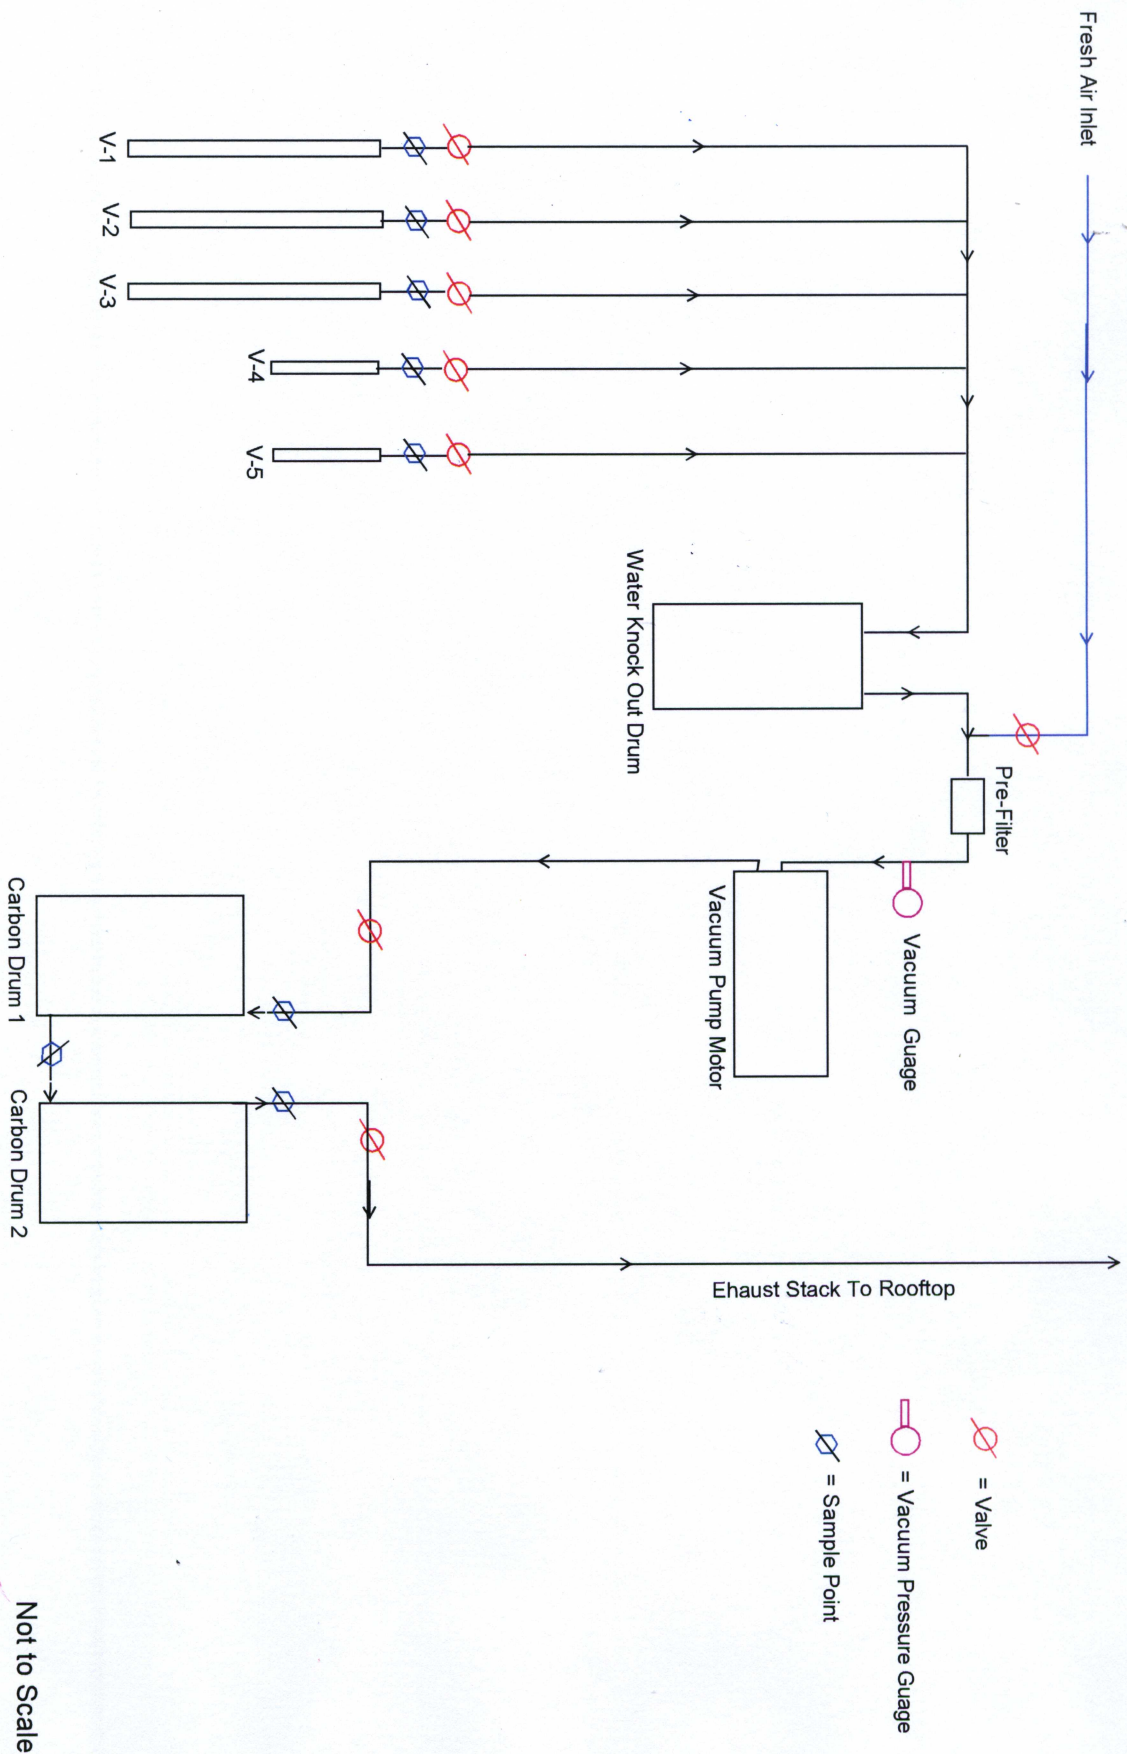 Fresh Air Inlet
V-1
V-2
V-3
V-4
V-5
Water Knock Out Drum
Pre-Filter
Vacuum Guage
Vacuum Pump Motor
Carbon Drum 1
Carbon Drum 2
Ehaust Stack To Rooftop
= Valve
= Vacuum Pressure Guage
= Sample Point
Not to Scale